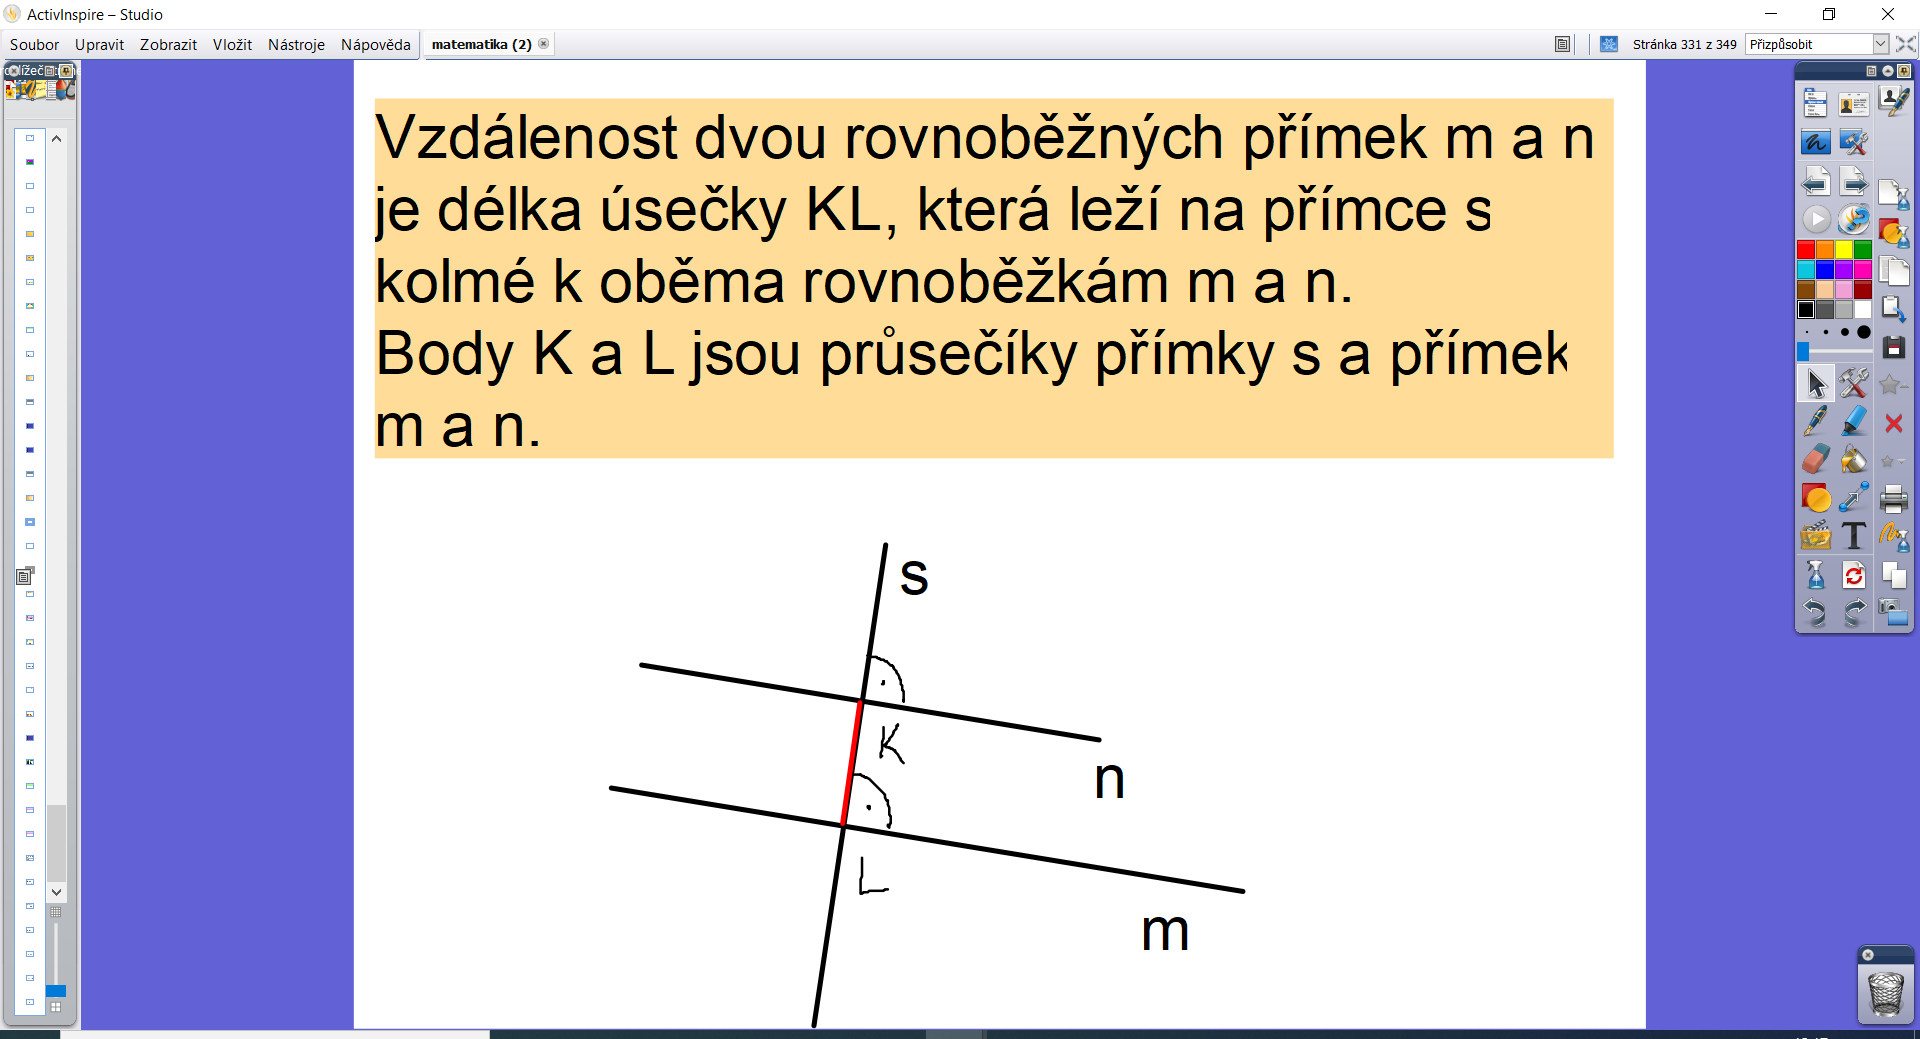 ActivInspire – Studio
Soubor Upravit Zobrazit Vložit Nástroje Nápověda matematika (2) Stránka 331 z 349 Přizpůsobit
Vzdálenost dvou rovnoběžných přímek m a n
je délka úsečky KL, která leží na přímce s
kolmé k oběma rovnoběžkám m a n.
Body K a L jsou průsečíky přímky s a přímek
m a n.
s
K
n
L
m